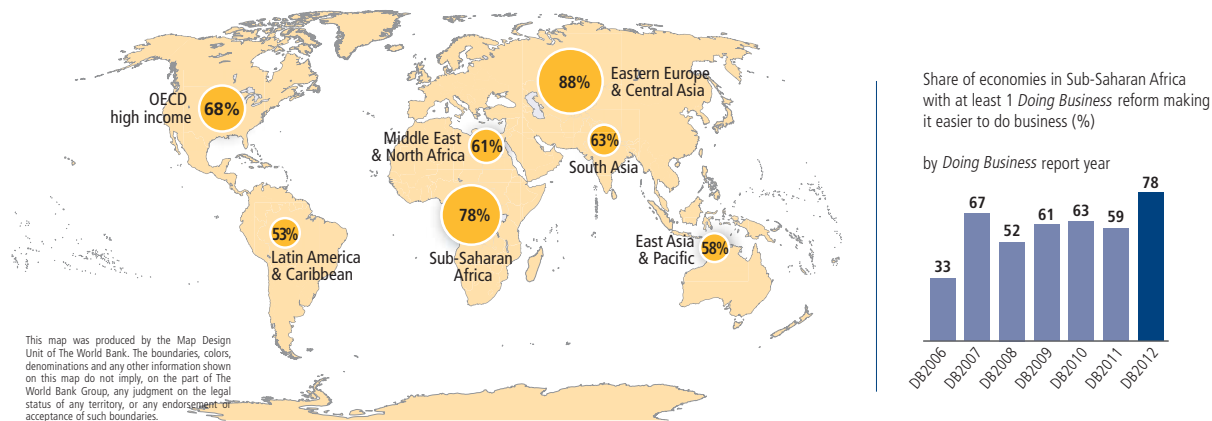 OECD
high income
68%
88%
Eastern Europe
& Central Asia
Middle East
& North Africa
61%
63%
South Asia
78%
Sub-Saharan
Africa
53%
Latin America
& Caribbean
East Asia
& Pacific
58%
This map was produced by the Map Design
Unit of The World Bank. The boundaries, colors,
denominations and any other information shown
on this map do not imply, on the part of The
World Bank Group, any judgment on the legal
status of any territory, or any endorsement or
acceptance of such boundaries.
Share of economies in Sub-Saharan Africa
with at least 1 Doing Business reform making
it easier to do business (%)
by Doing Business report year
33
67
52
61
63
59
78
DB2006
DB2007
DB2008
DB2009
DB2010
DB2011
DB2012